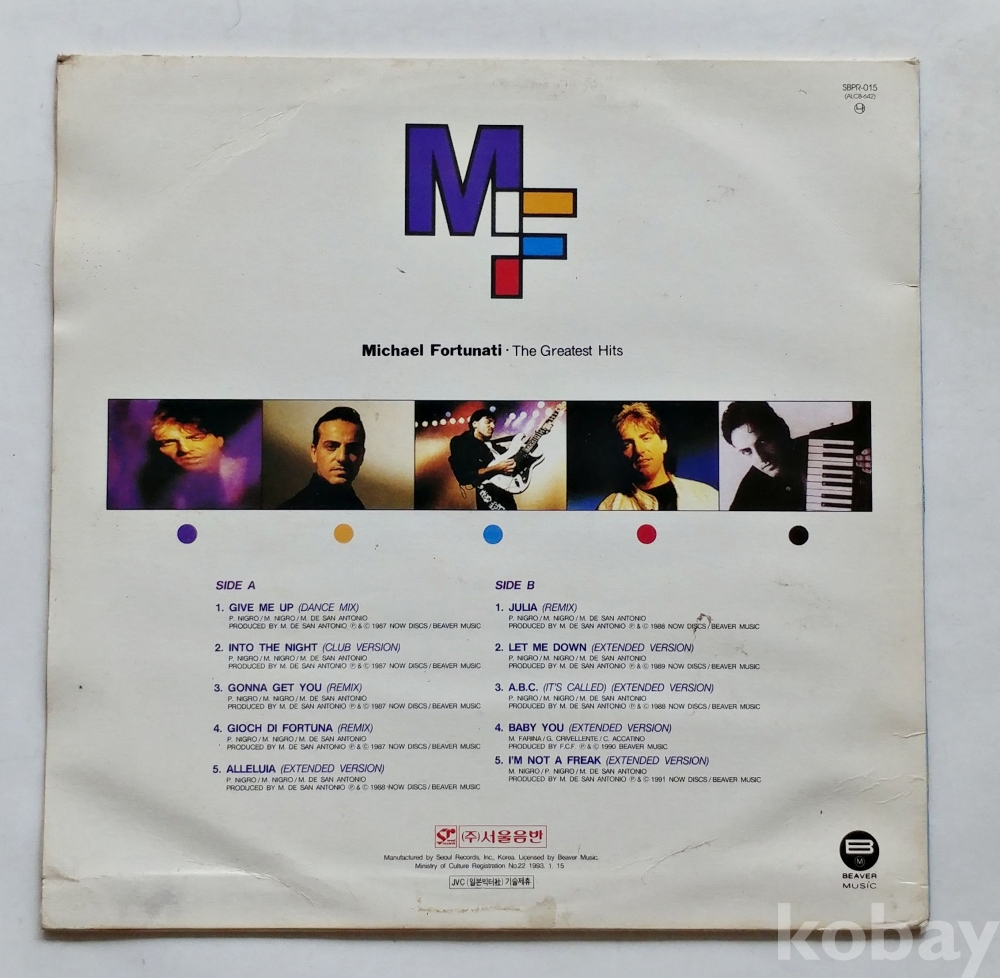 SBPR-015
(ALCB-642)
MF
Michael Fortunati · The Greatest Hits
SIDE A
1. GIVE ME UP (DANCE MIX)
P. NIGRO/M. NIGRO/M. DE SAN ANTONIO
PRODUCED BY M. DE SAN ANTONIO ℗ & © 1987 NOW DISCS/BEAVER MUSIC
2. INTO THE NIGHT (CLUB VERSION)
P. NIGRO/M. NIGRO/M. DE SAN ANTONIO
PRODUCED BY M. DE SAN ANTONIO ℗ & © 1987 NOW DISCS/BEAVER MUSIC
3. GONNA GET YOU (REMIX)
P. NIGRO/M. NIGRO/M. DE SAN ANTONIO
PRODUCED BY M. DE SAN ANTONIO ℗ & © 1987 NOW DISCS/BEAVER MUSIC
4. GIOCH DI FORTUNA (REMIX)
P. NIGRO/M. NIGRO/M. DE SAN ANTONIO
PRODUCED BY M. DE SAN ANTONIO ℗ & © 1987 NOW DISCS/BEAVER MUSIC
5. ALLELUIA (EXTENDED VERSION)
P. NIGRO/M. NIGRO/M. DE SAN ANTONIO
PRODUCED BY M. DE SAN ANTONIO ℗ & © 1988 NOW DISCS/BEAVER MUSIC
SIDE B
1. JULIA (REMIX)
P. NIGRO/M. NIGRO/M. DE SAN ANTONIO
PRODUCED BY M. DE SAN ANTONIO ℗ & © 1988 NOW DISCS/BEAVER MUSIC
2. LET ME DOWN (EXTENDED VERSION)
P. NIGRO/M. NIGRO/M. DE SAN ANTONIO
PRODUCED BY M. DE SAN ANTONIO ℗ & © 1989 NOW DISCS/BEAVER MUSIC
3. A.B.C. (IT'S CALLED) (EXTENDED VERSION)
P. NIGRO/M. NIGRO/M. DE SAN ANTONIO
PRODUCED BY M. DE SAN ANTONIO ℗ & © 1988 NOW DISCS/BEAVER MUSIC
4. BABY YOU (EXTENDED VERSION)
M. FARINA/G. CRIVELLENTE/C. ACCATINO
PRODUCED BY F.C.F. ℗ & © 1990 BEAVER MUSIC
5. I'M NOT A FREAK (EXTENDED VERSION)
M. NIGRO/P. NIGRO/M. DE SAN ANTONIO
PRODUCED BY M. DE SAN ANTONIO ℗ & © 1991 NOW DISCS/BEAVER MUSIC
(주)서울음반
Manufactured by Seoul Records, Inc., Korea. Licensed by Beaver Music.
Ministry of Culture Registration No.22. 1993. 1. 15
JVC [일본빅터社] 기술제휴
B
M
BEAVER
MUSIC
kobay